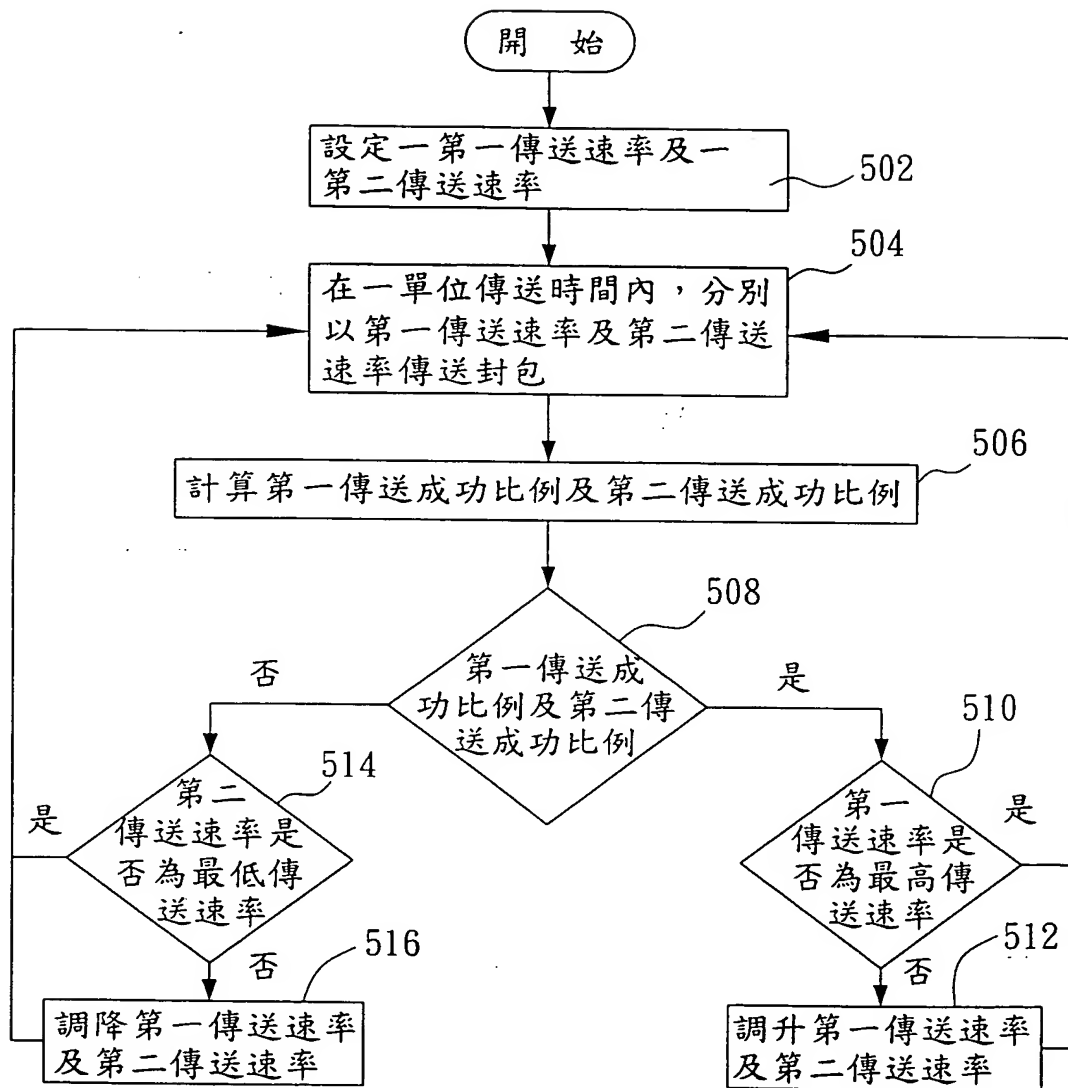 開 始
設定一第一傳送速率及一
第二傳送速率
502
504
在一單位傳送時間內，分別
以第一傳送速率及第二傳送
速率傳送封包
506
計算第一傳送成功比例及第二傳送成功比例
508
第一傳送成
功比例及第二傳
送成功比例
否
是
514
第二
傳送速率是
否為最低傳
送速率
是
510
第一
傳送速率是
否為最高傳
送速率
是
否
516
調降第一傳送速率
及第二傳送速率
否
512
調升第一傳送速率
及第二傳送速率